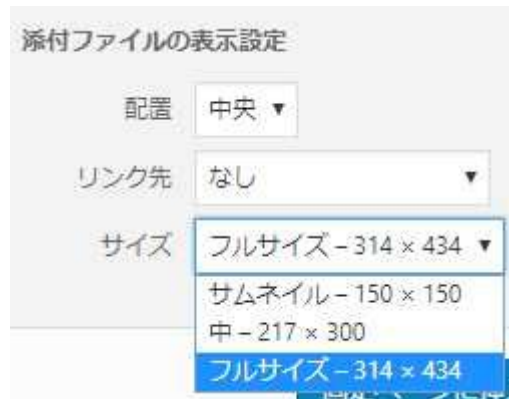 添付ファイルの表示設定
配置 中央
リンク先 なし
サイズ フルサイズ – 314 × 434
サムネイル – 150 × 150
中 – 217 × 300
フルサイズ – 314 × 434